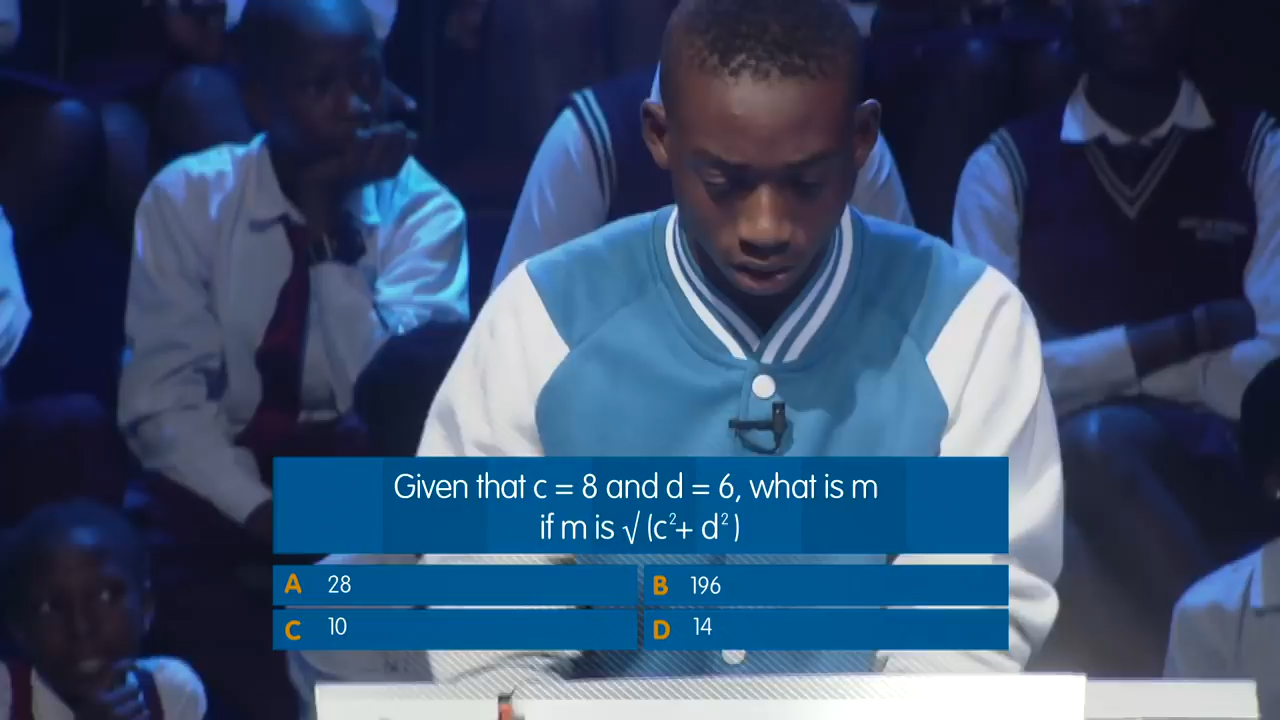 Given that c = 8 and d = 6, what is m
if m is √ (c²+ d²)
A 28
B 196
C 10
D 14